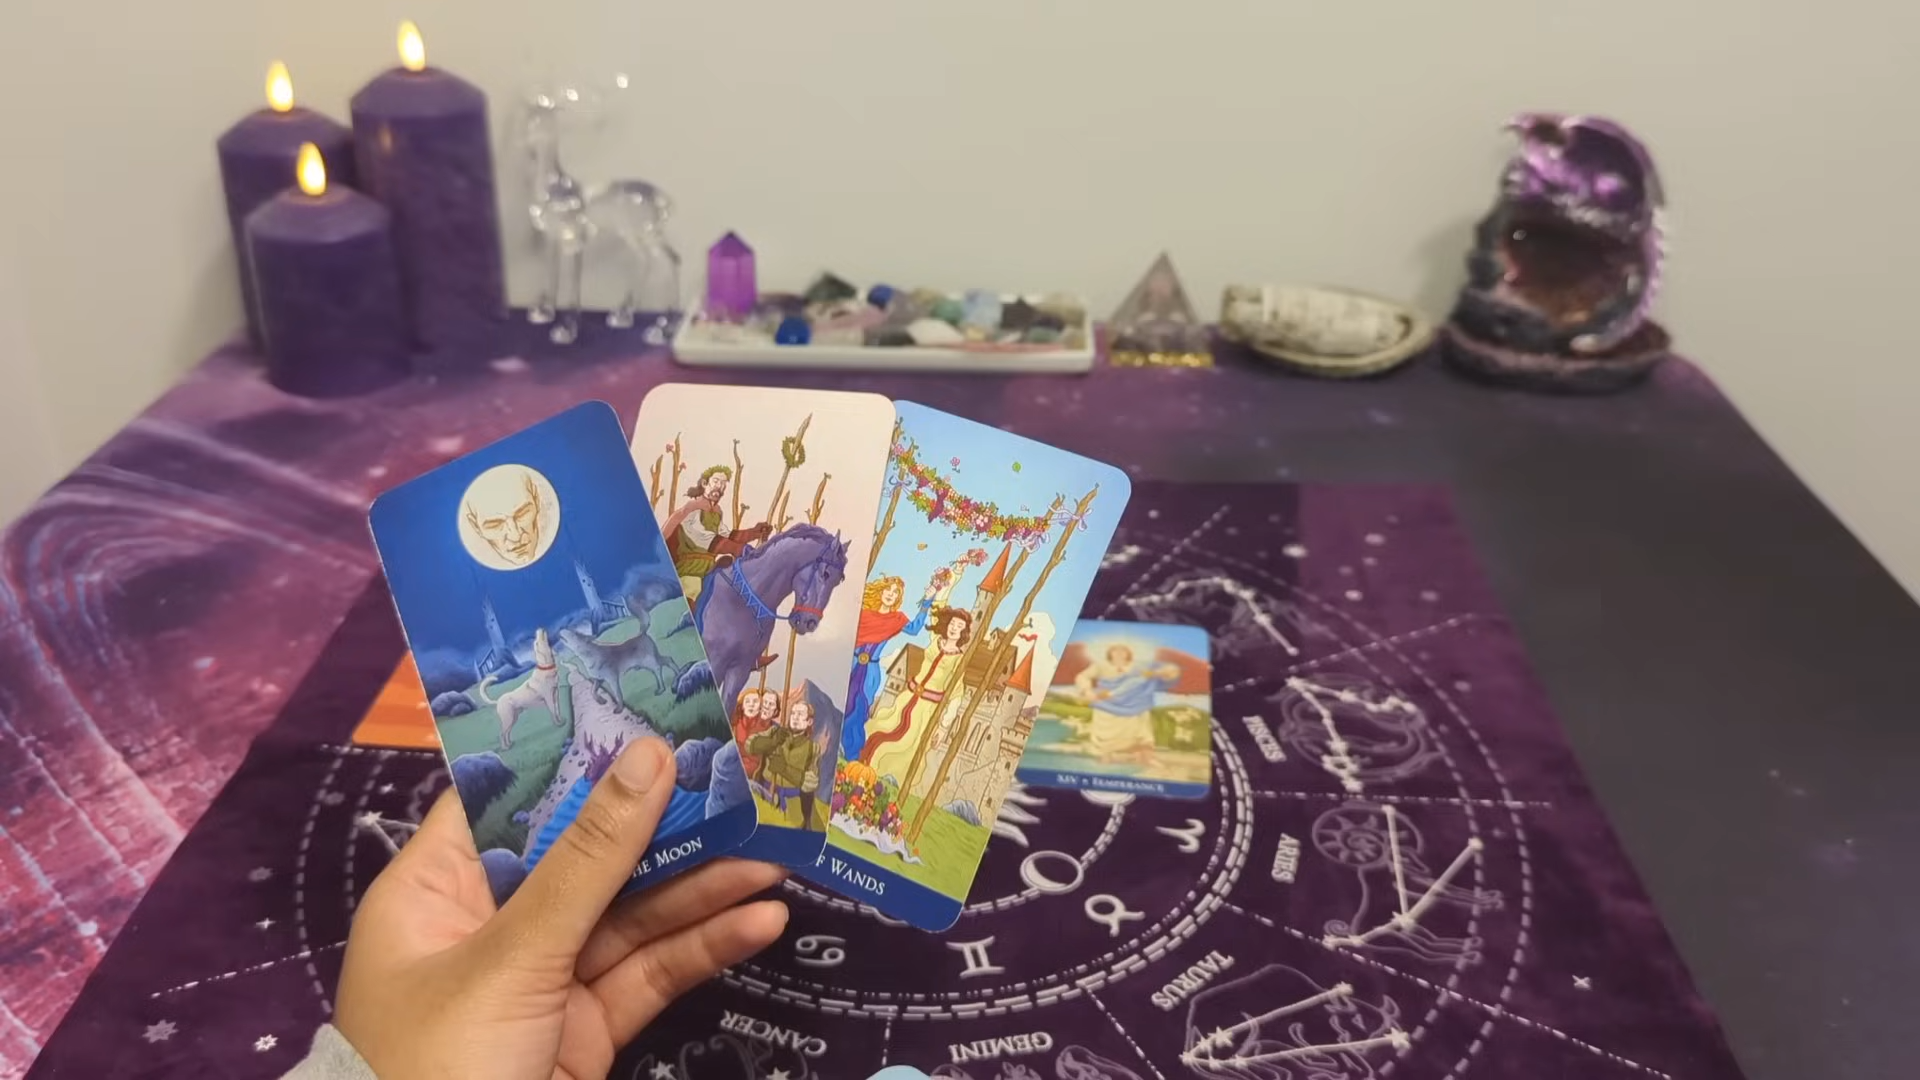 HE MOON
F WANDS
XIV • TEMPERANCE
PISCES
ARIES
TAURUS
GEMINI
CANCER